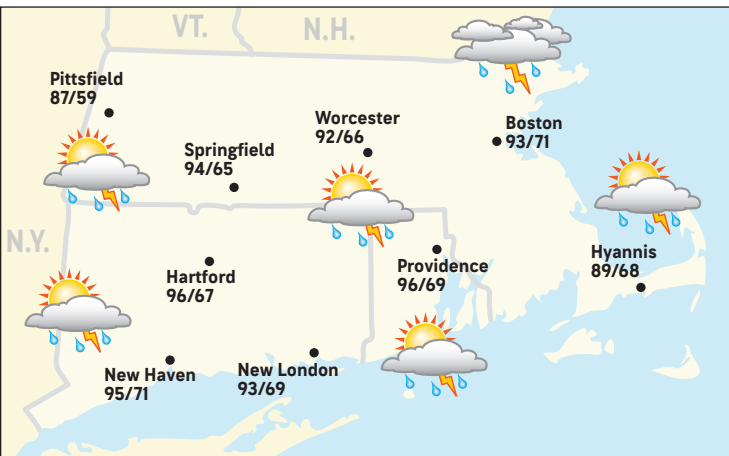 VT.
N.H.
Pittsfield
87/59
Worcester
92/66
Boston
93/71
Springfield
94/65
N.Y.
Hartford
96/67
Providence
96/69
Hyannis
89/68
New Haven
95/71
New London
93/69